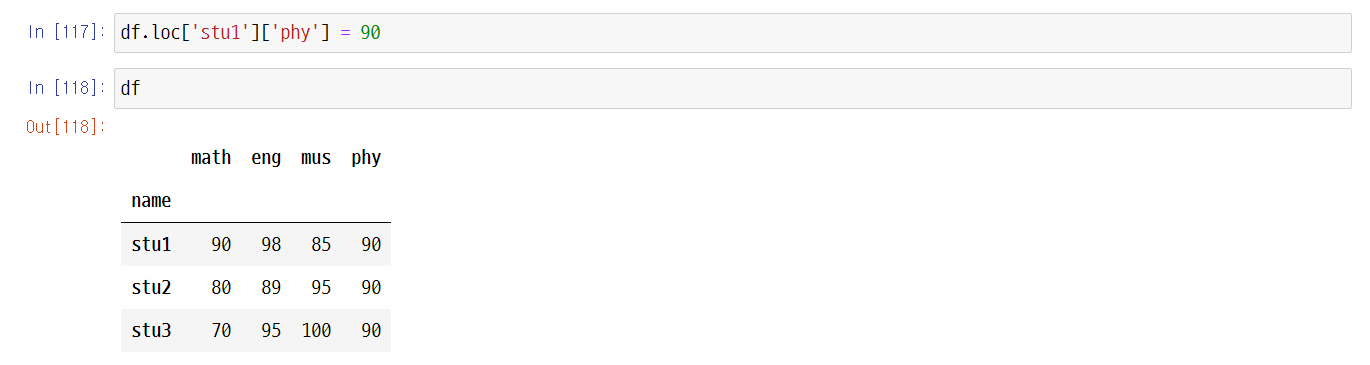 In [117]: df.loc['stu1']['phy'] = 90
In [118]: df
Out[118]:
math eng mus phy
name
stu1 90 98 85 90
stu2 80 89 95 90
stu3 70 95 100 90